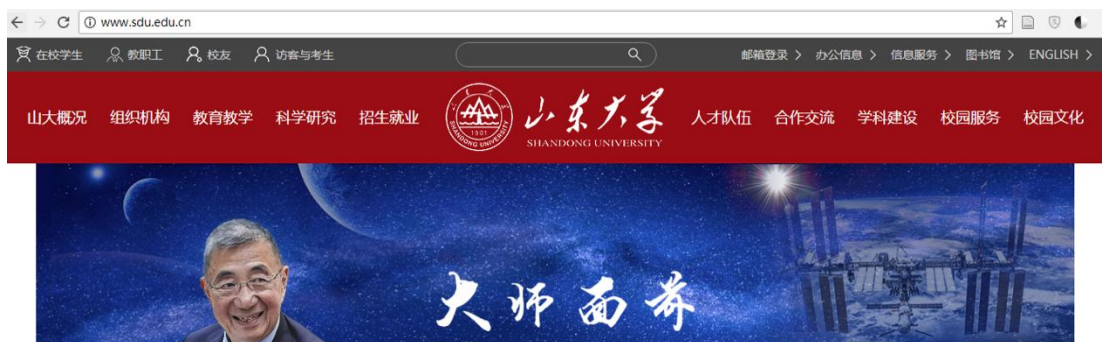 www.sdu.edu.cn
在校学生 教职工 校友 访客与考生 邮箱登录 > 办公信息 > 信息服务 > 图书馆 > ENGLISH >
山大概况 组织机构 教育教学 科学研究 招生就业 山东大学 人才队伍 合作交流 学科建设 校园服务 校园文化
SHANDONG UNIVERSITY
1901
SHANDONG UNIVERSITY
大师面